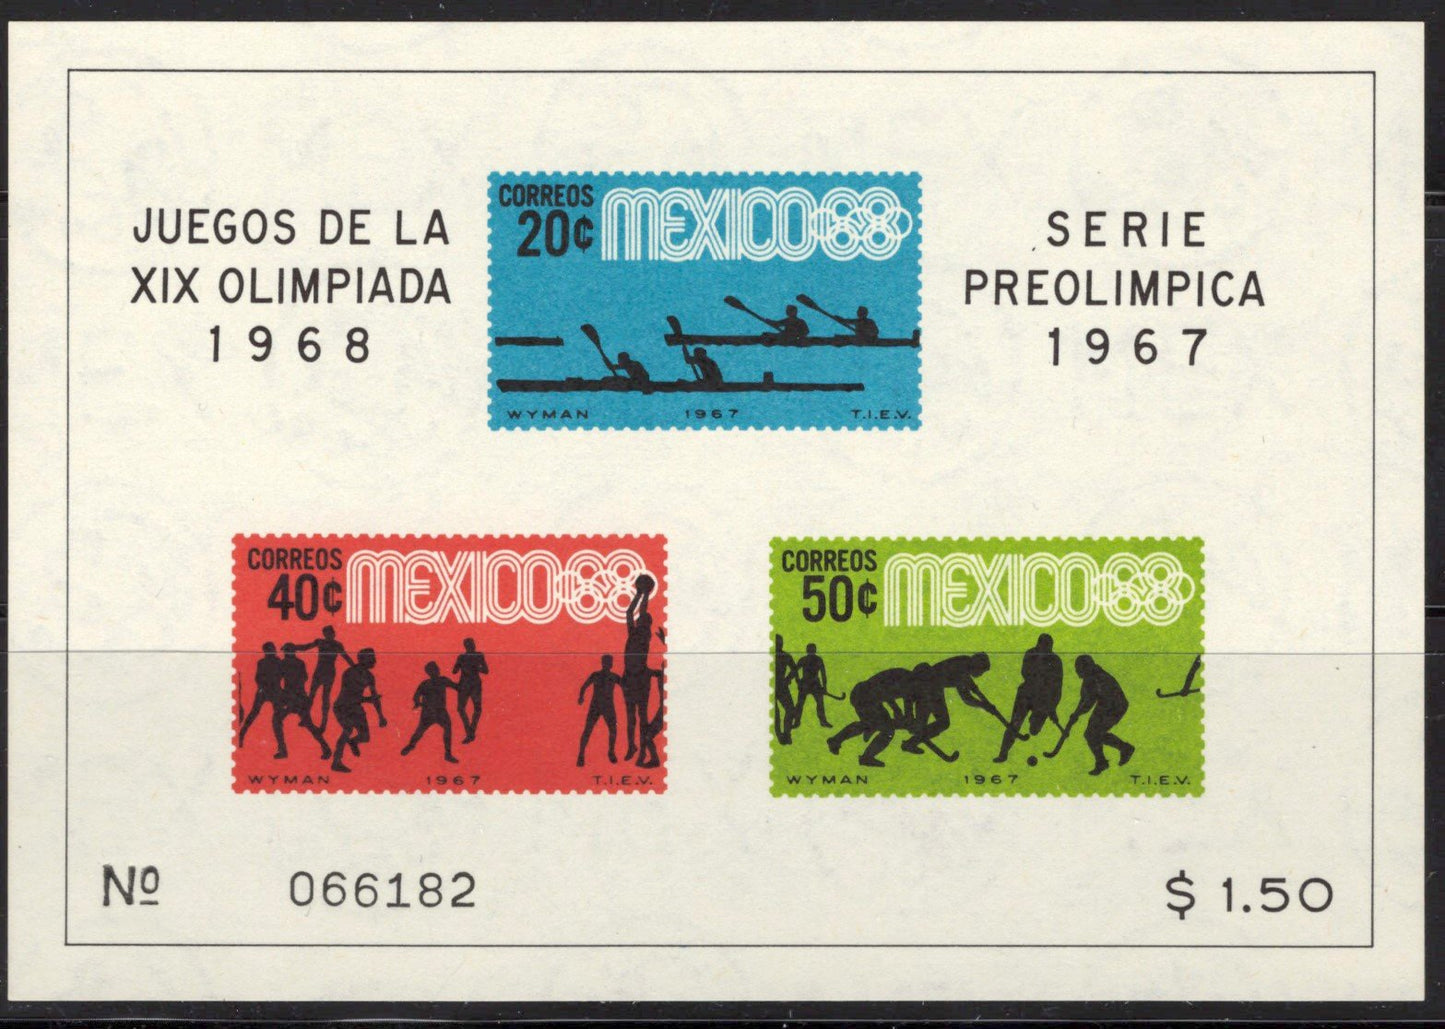 JUEGOS DE LA
XIX OLIMPIADA
1968
CORREOS
20¢
MEXICO68
WYMAN 1967 T.I.E.V.
SERIE
PREOLIMPICA
1967
CORREOS
40¢
MEXICO68
WYMAN 1967 T.I.E.V.
CORREOS
50¢
MEXICO68
WYMAN 1967 T.I.E.V.
Nº 066182
$ 1.50